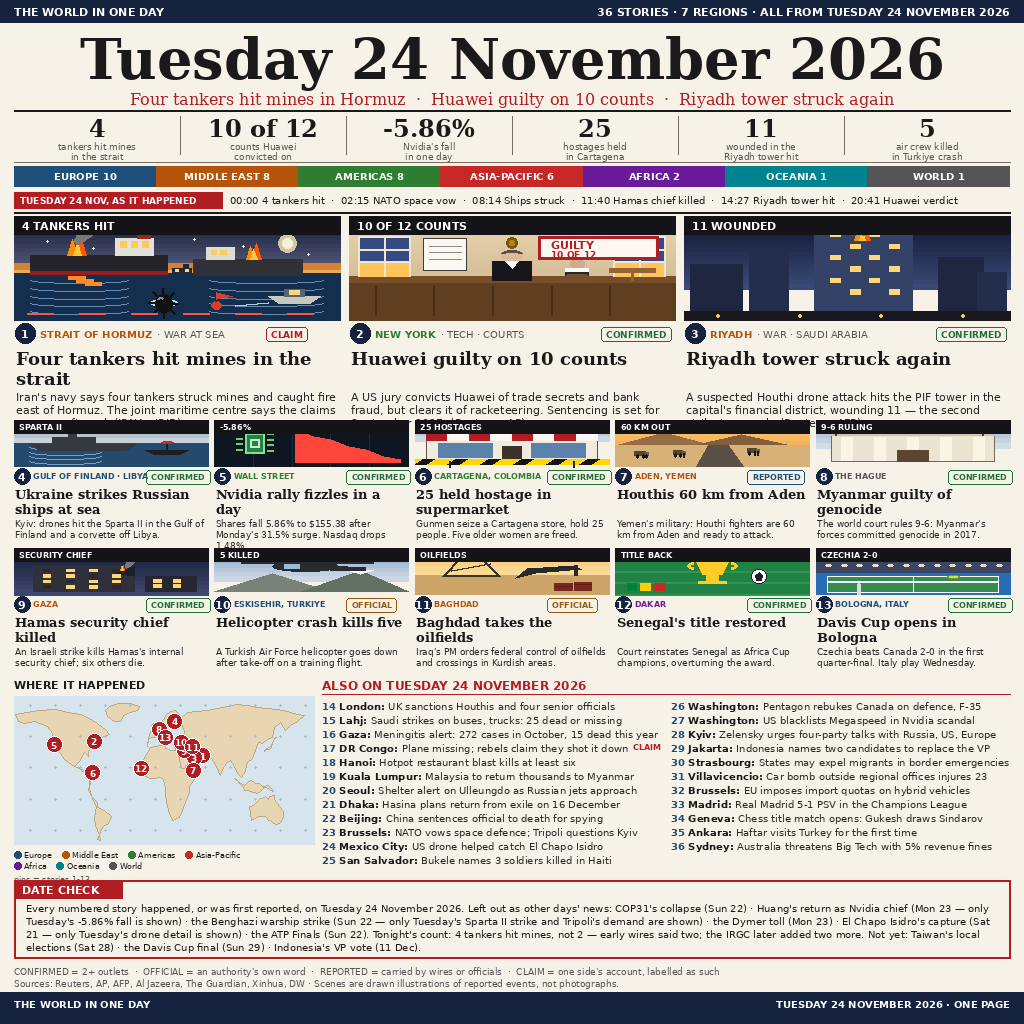 THE WORLD IN ONE DAY
36 STORIES · 7 REGIONS · ALL FROM TUESDAY 24 NOVEMBER 2026
Tuesday 24 November 2026
Four tankers hit mines in Hormuz · Huawei guilty on 10 counts · Riyadh tower struck again
4
tankers hit mines
in the strait
10 of 12
counts Huawei
convicted on
-5.86%
Nvidia's fall
in one day
25
hostages held
in Cartagena
11
wounded in the
Riyadh tower hit
5
air crew killed
in Turkiye crash
EUROPE 10
MIDDLE EAST 8
AMERICAS 8
ASIA-PACIFIC 6
AFRICA 2
OCEANIA 1
WORLD 1
TUESDAY 24 NOV, AS IT HAPPENED
00:00 4 tankers hit · 02:15 NATO space vow · 08:14 Ships struck · 11:40 Hamas chief killed · 14:27 Riyadh tower hit · 20:41 Huawei verdict
4 TANKERS HIT
1 STRAIT OF HORMUZ · WAR AT SEA CLAIM
Four tankers hit mines in the
strait
Iran's navy says four tankers struck mines and caught fire
east of Hormuz. The joint maritime centre says the claims
10 OF 12 COUNTS
GUILTY
10 OF 12
2 NEW YORK · TECH · COURTS CONFIRMED
Huawei guilty on 10 counts
A US jury convicts Huawei of trade secrets and bank
fraud, but clears it of racketeering. Sentencing is set for
11 WOUNDED
3 RIYADH · WAR · SAUDI ARABIA CONFIRMED
Riyadh tower struck again
A suspected Houthi drone attack hits the PIF tower in the
capital's financial district, wounding 11 — the second
SPARTA II
4 GULF OF FINLAND · LIBYA CONFIRMED
Ukraine strikes Russian
ships at sea
Kyiv: drones hit the Sparta II in the Gulf of
Finland and a corvette off Libya.
-5.86%
5 WALL STREET CONFIRMED
Nvidia rally fizzles in a
day
Shares fall 5.86% to $155.38 after
Monday's 31.5% surge. Nasdaq drops
1.48%.
25 HOSTAGES
6 CARTAGENA, COLOMBIA CONFIRMED
25 held hostage in
supermarket
Gunmen seize a Cartagena store, hold 25
people. Five older women are freed.
60 KM OUT
7 ADEN, YEMEN REPORTED
Houthis 60 km from Aden
Yemen's military: Houthi fighters are 60
km from Aden and ready to attack.
9-6 RULING
8 THE HAGUE CONFIRMED
Myanmar guilty of
genocide
The world court rules 9-6: Myanmar's
forces committed genocide in 2017.
SECURITY CHIEF
9 GAZA CONFIRMED
Hamas security chief
killed
An Israeli strike kills Hamas's internal
security chief; six others die.
5 KILLED
10 ESKISEHIR, TURKIYE OFFICIAL
Helicopter crash kills five
A Turkish Air Force helicopter goes down
after take-off on a training flight.
OILFIELDS
11 BAGHDAD OFFICIAL
Baghdad takes the
oilfields
Iraq's PM orders federal control of oilfields
and crossings in Kurdish areas.
TITLE BACK
12 DAKAR CONFIRMED
Senegal's title restored
Court reinstates Senegal as Africa Cup
champions, overturning the award.
CZECHIA 2-0
13 BOLOGNA, ITALY CONFIRMED
Davis Cup opens in
Bologna
Czechia beats Canada 2-0 in the first
quarter-final. Italy play Wednesday.
WHERE IT HAPPENED
5
2
6
12
8
4
13
10
11
3
1
7
Europe Middle East Americas Asia-Pacific
Africa Oceania World
pins = stories 1-13
ALSO ON TUESDAY 24 NOVEMBER 2026
14 London: UK sanctions Houthis and four senior officials
15 Lahj: Saudi strikes on buses, trucks: 25 dead or missing
16 Gaza: Meningitis alert: 272 cases in October, 15 dead this year
17 DR Congo: Plane missing; rebels claim they shot it down CLAIM
18 Hanoi: Hotpot restaurant blast kills at least six
19 Kuala Lumpur: Malaysia to return thousands to Myanmar
20 Seoul: Shelter alert on Ulleungdo as Russian jets approach
21 Dhaka: Hasina plans return from exile on 16 December
22 Beijing: China sentences official to death for spying
23 Brussels: NATO vows space defence; Tripoli questions Kyiv
24 Mexico City: US drone helped catch El Chapo Isidro
25 San Salvador: Bukele names 3 soldiers killed in Haiti
26 Washington: Pentagon rebukes Canada on defence, F-35
27 Washington: US blacklists Megaspeed in Nvidia scandal
28 Kyiv: Zelensky urges four-party talks with Russia, US, Europe
29 Jakarta: Indonesia names two candidates to replace the VP
30 Strasbourg: States may expel migrants in border emergencies
31 Villavicencio: Car bomb outside regional offices injures 23
32 Brussels: EU imposes import quotas on hybrid vehicles
33 Madrid: Real Madrid 5-1 PSV in the Champions League
34 Geneva: Chess title match opens: Gukesh draws Sindarov
35 Ankara: Haftar visits Turkey for the first time
36 Sydney: Australia threatens Big Tech with 5% revenue fines
DATE CHECK
Every numbered story happened, or was first reported, on Tuesday 24 November 2026. Left out as other days' news: COP31's collapse (Sun 22) · Huang's return as Nvidia chief (Mon 23 — only
Tuesday's -5.86% fall is shown) · the Benghazi warship strike (Sun 22 — only Tuesday's Sparta II strike and Tripoli's demand are shown) · the Dymer toll (Mon 23) · El Chapo Isidro's capture (Sat
21 — only Tuesday's drone detail is shown) · the ATP Finals (Sun 22). Tonight's count: 4 tankers hit mines, not 2 — early wires said two; the IRGC later added two more. Not yet: Taiwan's local
elections (Sat 28) · the Davis Cup final (Sun 29) · Indonesia's VP vote (11 Dec).
CONFIRMED = 2+ outlets · OFFICIAL = an authority's own word · REPORTED = carried by wires or officials · CLAIM = one side's account, labelled as such
Sources: Reuters, AP, AFP, Al Jazeera, The Guardian, Xinhua, DW · Scenes are drawn illustrations of reported events, not photographs.
THE WORLD IN ONE DAY
TUESDAY 24 NOVEMBER 2026 · ONE PAGE